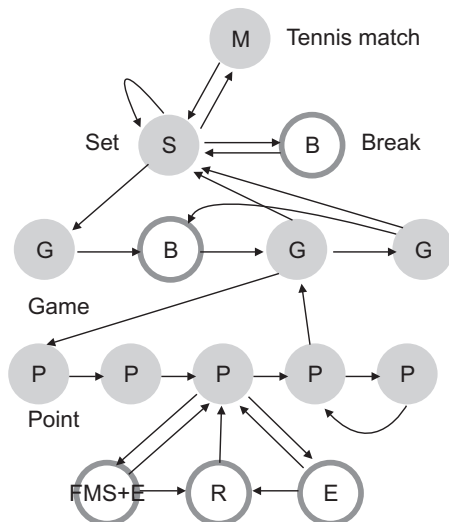 M Tennis match
Set S B Break
G B G G
Game
P P P P P
Point
FMS+E R E